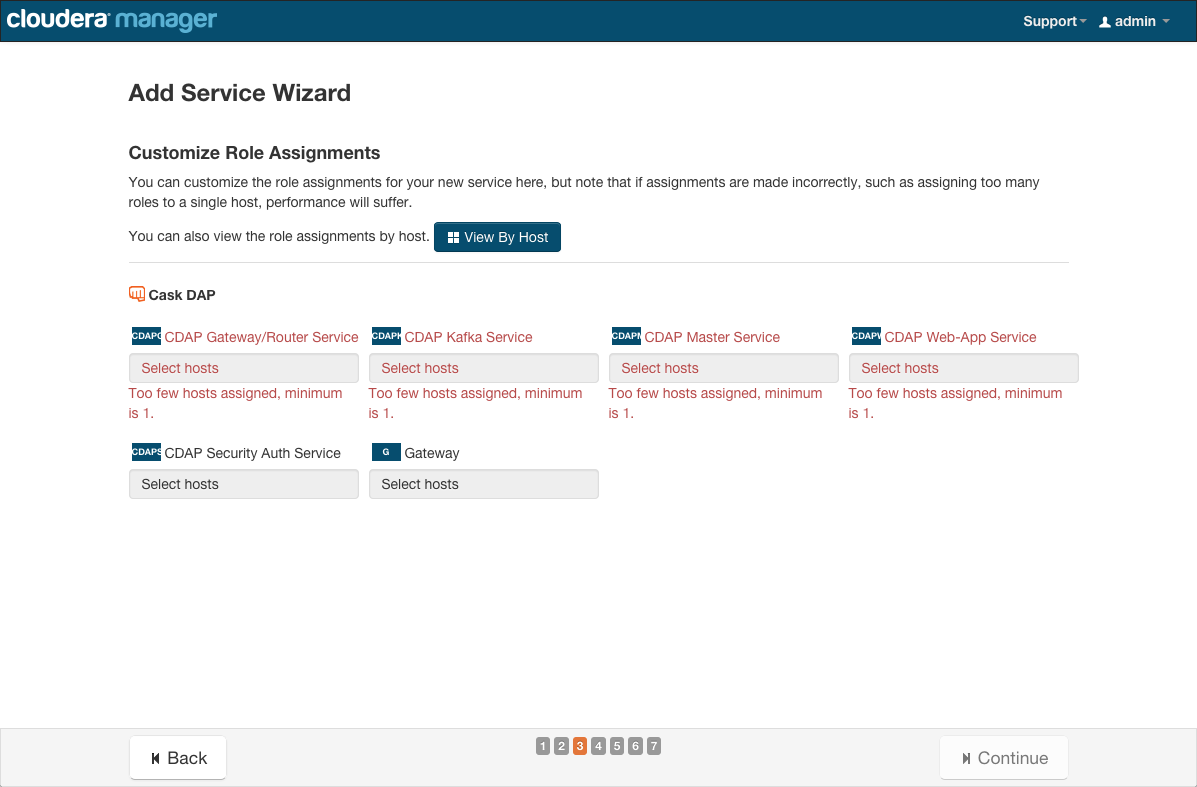 cloudera manager
Support admin
Add Service Wizard
Customize Role Assignments
You can customize the role assignments for your new service here, but note that if assignments are made incorrectly, such as assigning too many
roles to a single host, performance will suffer.
You can also view the role assignments by host. View By Host
Cask DAP
CDAPG CDAP Gateway/Router Service CDAPK CDAP Kafka Service CDAPM CDAP Master Service CDAPW CDAP Web-App Service
Select hosts Select hosts Select hosts Select hosts
Too few hosts assigned, minimum Too few hosts assigned, minimum Too few hosts assigned, minimum Too few hosts assigned, minimum
is 1. is 1. is 1. is 1.
CDAPS CDAP Security Auth Service G Gateway
Select hosts Select hosts
Back 1 2 3 4 5 6 7 Continue